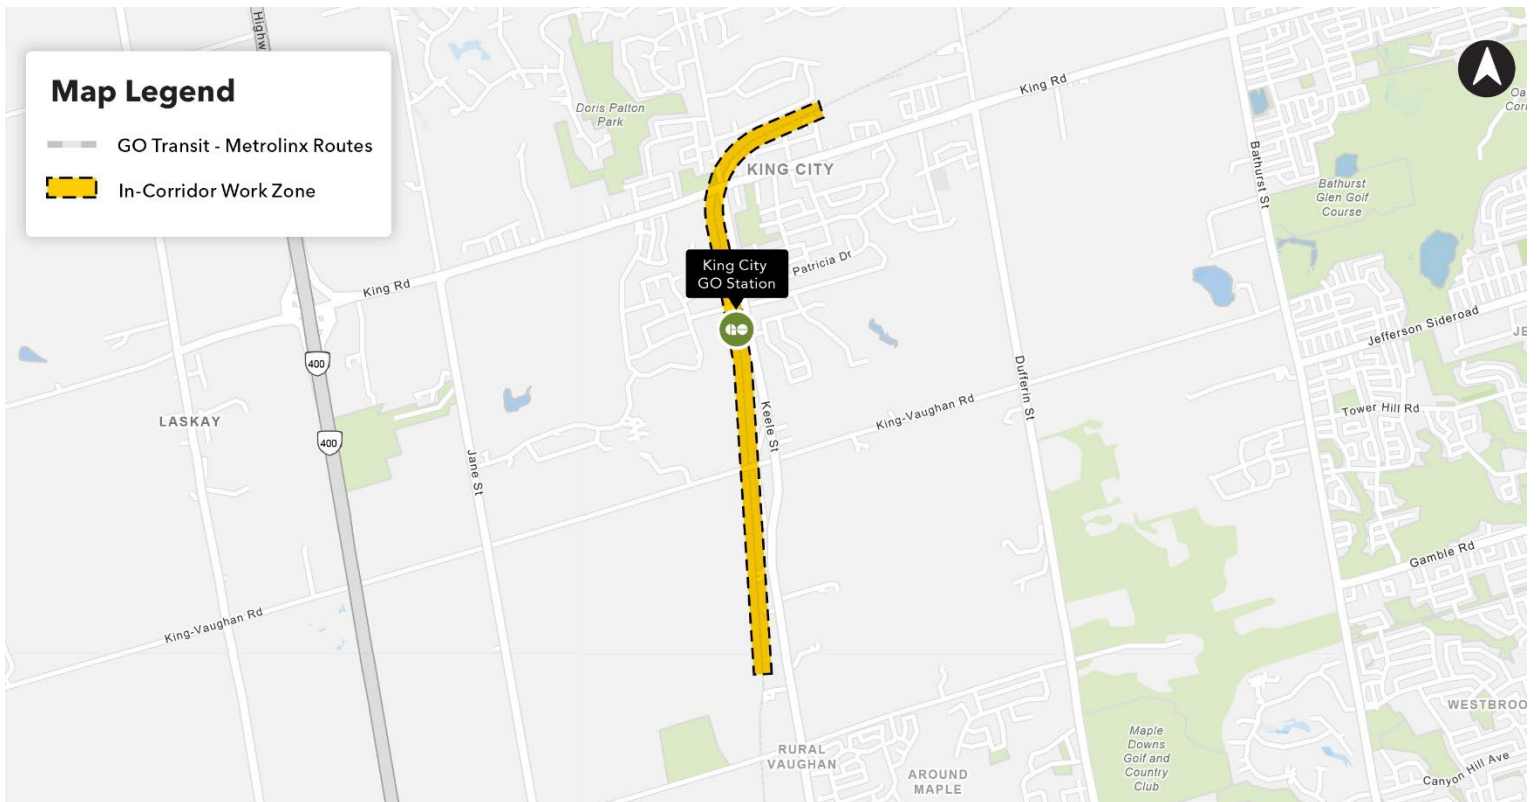 Highw
Map Legend
GO Transit - Metrolinx Routes
In-Corridor Work Zone
Doris Patton
Park
King Rd
KING CITY
Bathurst St
Bathurst
Glen Golf
Course
King City
GO Station
Patricia Dr
King Rd
400
Jefferson Sideroad
JE
LASKAY
400
Jane St
Keele St
King-Vaughan Rd
Dufferin St
Tower Hill Rd
Gamble Rd
King-Vaughan Rd
WESTBROO
RURAL
VAUGHAN
AROUND
MAPLE
Maple
Downs
Golf and
Country
Club
Canyon Hill Ave